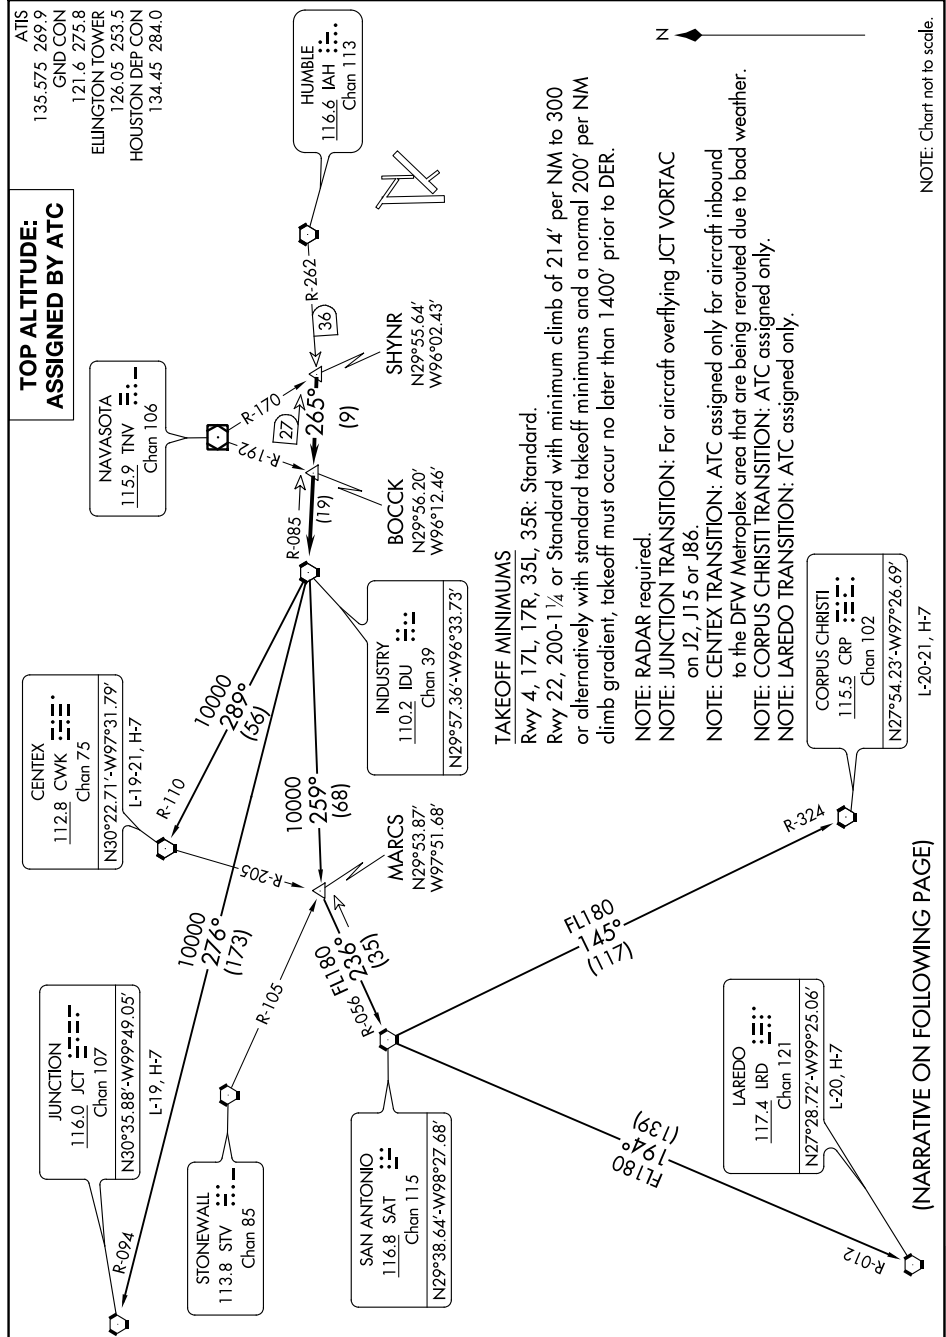 ATIS
135.575 269.9
GND CON
121.6 275.8
ELLINGTON TOWER
126.05 253.5
HOUSTON DEP CON
134.45 284.0
TOP ALTITUDE:
ASSIGNED BY ATC
HUMBLE
116.6 IAH
Chan 113
NAVASOTA
115.9 TNV
Chan 106
R-262
36
R-170
R-192
27
265°
(9)
SHYNR
N29°55.64′
W96°02.43′
BOCCK
N29°56.20′
W96°12.46′
R-085
(19)
INDUSTRY
110.2 IDU
Chan 39
N29°57.36′-W96°33.73′
CENTEX
112.8 CWK
Chan 75
N30°22.71′-W97°31.79′
L-19-21, H-7
10000
289°
(56)
R-110
10000
259°
(68)
R-205
MARCS
N29°53.87′
W97°51.68′
10000
276°
(173)
JUNCTION
116.0 JCT
Chan 107
N30°35.88′-W99°49.05′
L-19, H-7
R-094
STONEWALL
113.8 STV
Chan 85
R-105
FL180
236°
(35)
R-056
SAN ANTONIO
116.8 SAT
Chan 115
N29°38.64′-W98°27.68′
FL180
145°
(117)
R-324
CORPUS CHRISTI
115.5 CRP
Chan 102
N27°54.23′-W97°26.69′
L-20-21, H-7
FL180
194°
(139)
R-012
LAREDO
117.4 LRD
Chan 121
N27°28.72′-W99°25.06′
L-20, H-7
N
TAKEOFF MINIMUMS
Rwy 4, 17L, 17R, 35L, 35R: Standard.
Rwy 22, 200-1¼ or Standard with minimum climb of 214′ per NM to 300
or alternatively with standard takeoff minimums and a normal 200′ per NM
climb gradient, takeoff must occur no later than 1400′ prior to DER.
NOTE: RADAR required.
NOTE: JUNCTION TRANSITION: For aircraft overflying JCT VORTAC
on J2, J15 or J86.
NOTE: CENTEX TRANSITION: ATC assigned only for aircraft inbound
to the DFW Metroplex area that are being rerouted due to bad weather.
NOTE: CORPUS CHRISTI TRANSITION: ATC assigned only.
NOTE: LAREDO TRANSITION: ATC assigned only.
(NARRATIVE ON FOLLOWING PAGE)
NOTE: Chart not to scale.